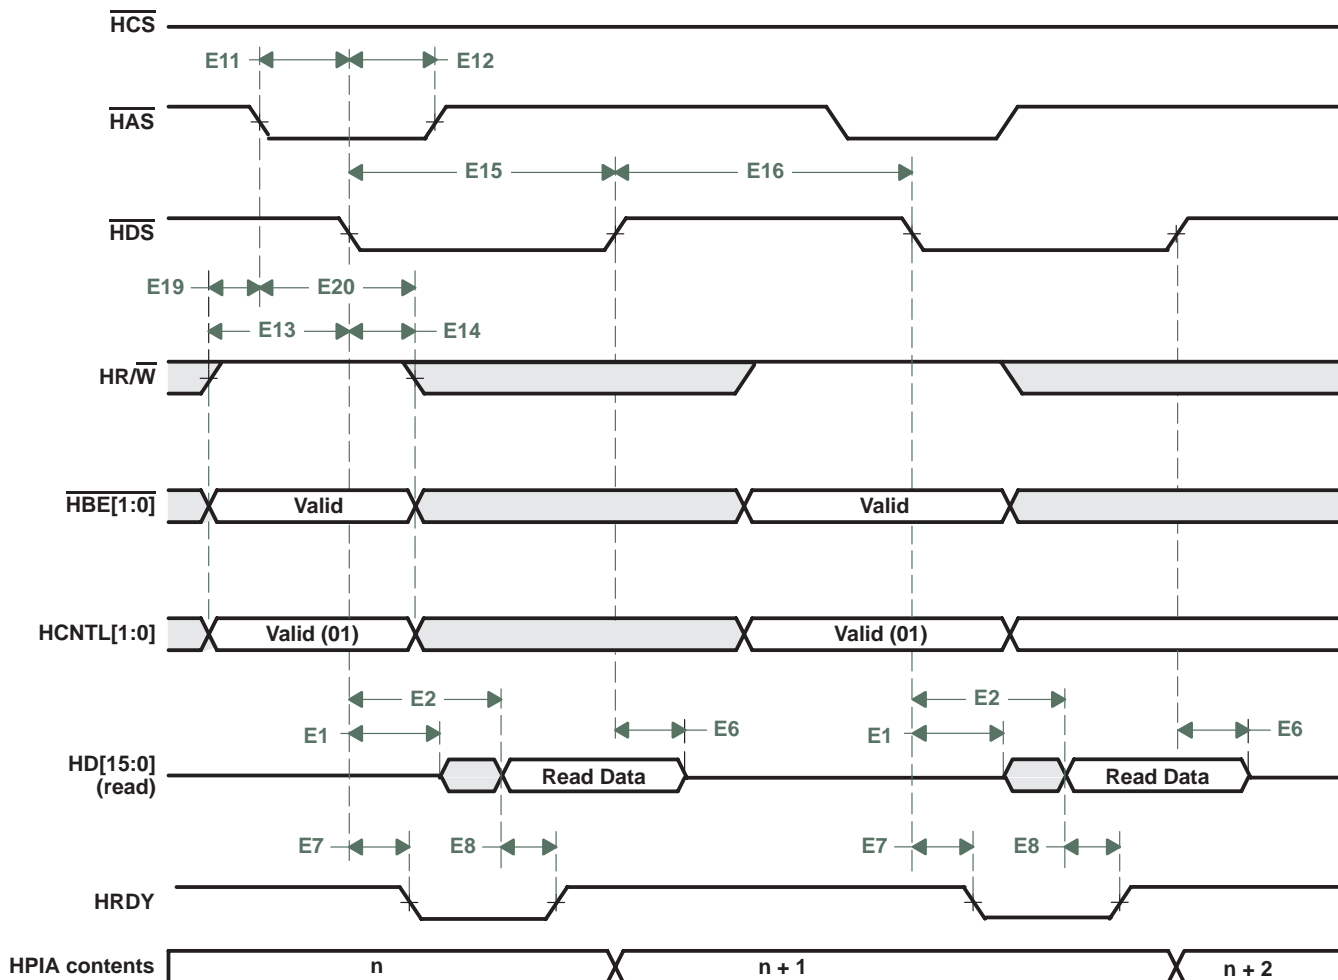 HCS
E11 E12
HAS
E15 E16
HDS
E19 E20
E13 E14
HR/W
HBE[1:0] Valid Valid
HCNTL[1:0] Valid (01) Valid (01)
E2 E2
E1 E6 E1 E6
HD[15:0]
(read)
Read Data Read Data
E7 E8 E7 E8
HRDY
HPIA contents n n + 1 n + 2